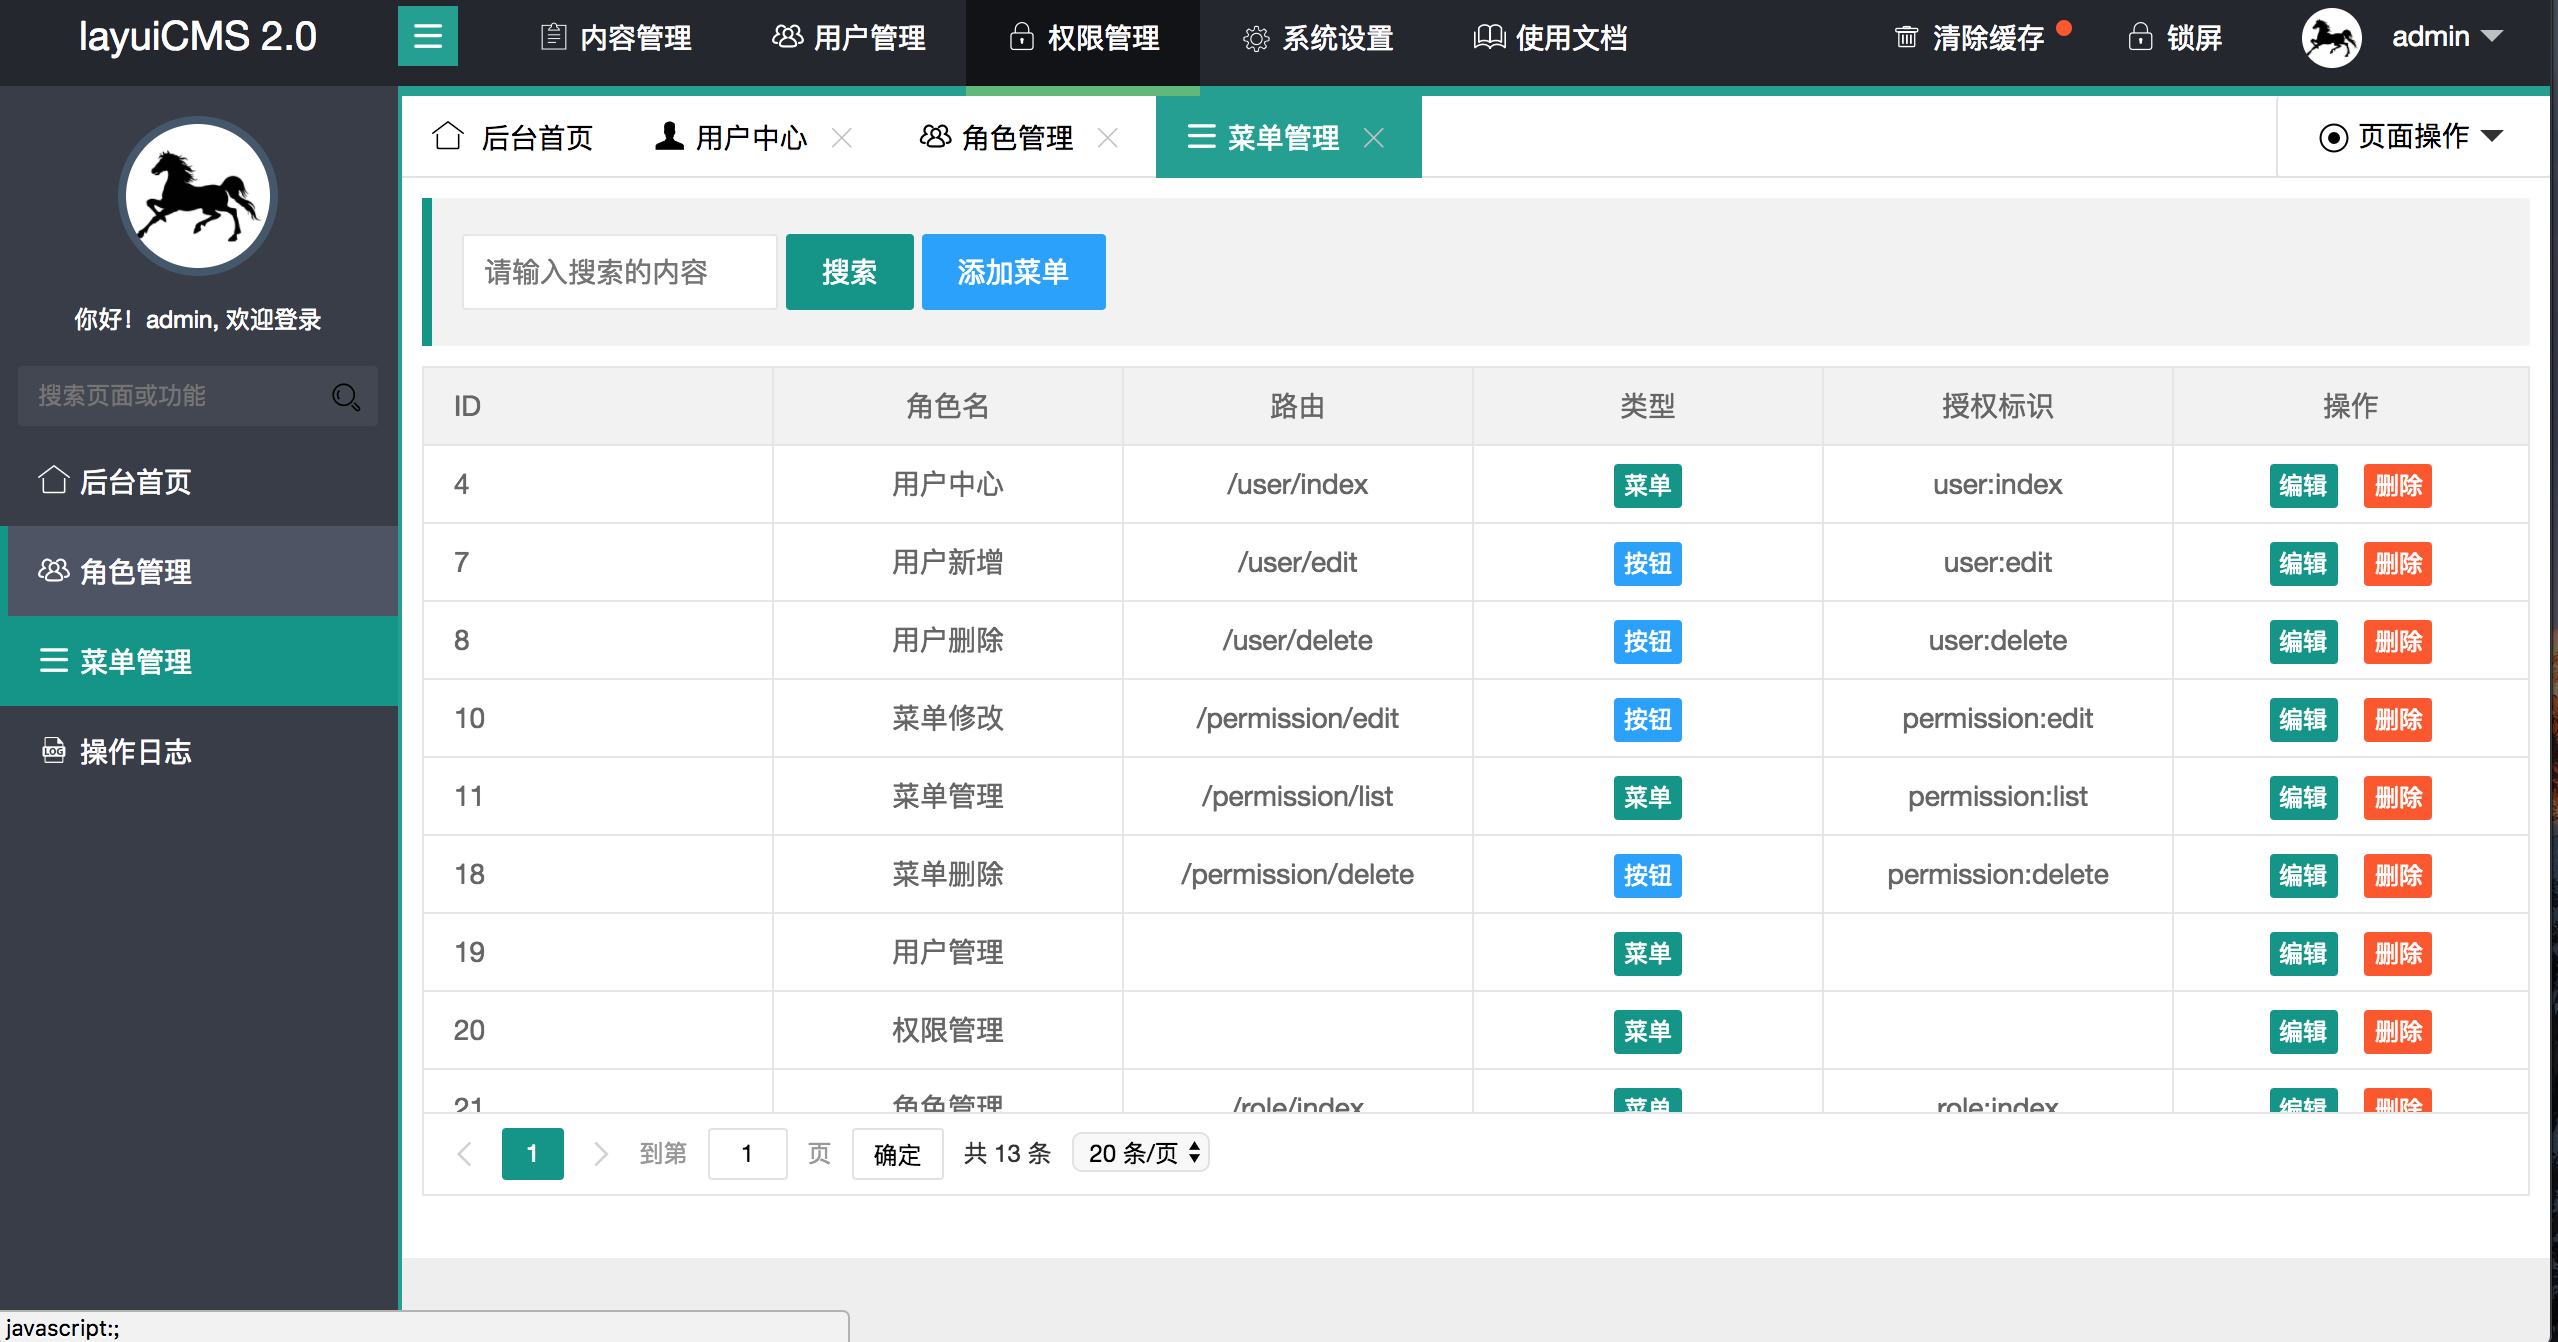 layuiCMS 2.0
内容管理
用户管理
权限管理
系统设置
使用文档
清除缓存
锁屏
admin
你好！admin, 欢迎登录
搜索页面或功能
后台首页
角色管理
菜单管理
LOG 操作日志
后台首页
用户中心
角色管理
菜单管理
页面操作
请输入搜索的内容 搜索 添加菜单
ID 角色名 路由 类型 授权标识 操作
4 用户中心 /user/index 菜单 user:index 编辑 删除
7 用户新增 /user/edit 按钮 user:edit 编辑 删除
8 用户删除 /user/delete 按钮 user:delete 编辑 删除
10 菜单修改 /permission/edit 按钮 permission:edit 编辑 删除
11 菜单管理 /permission/list 菜单 permission:list 编辑 删除
18 菜单删除 /permission/delete 按钮 permission:delete 编辑 删除
19 用户管理 菜单 编辑 删除
20 权限管理 菜单 编辑 删除
21 角色管理 /role/index 菜单 role:index 编辑 删除
1 到第 1 页 确定 共 13 条 20 条/页
javascript:;